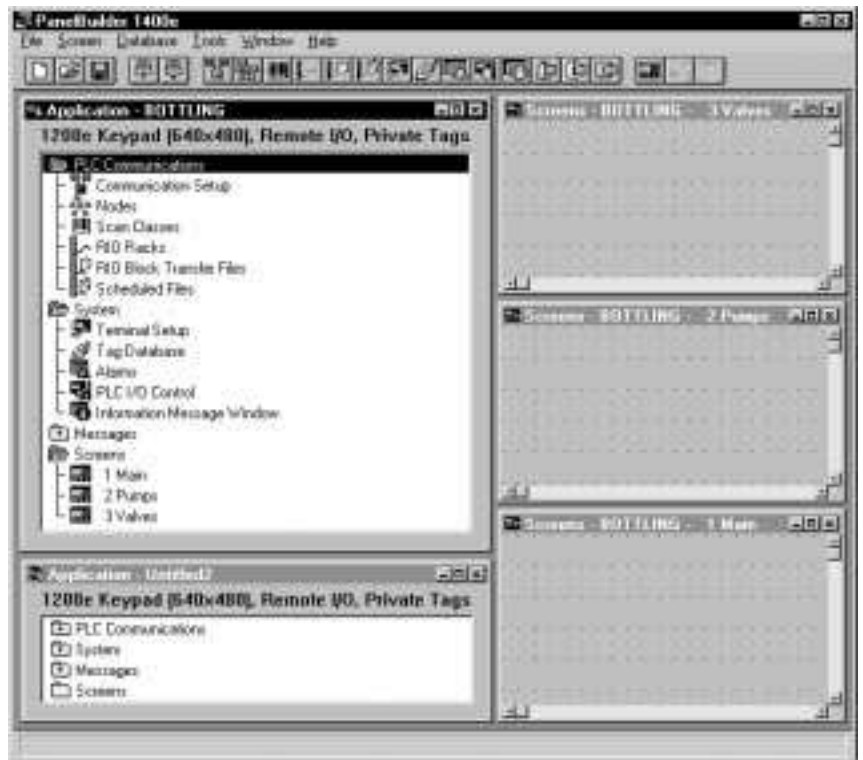 PanelBuilder 1400e
File Screen Database Tools Window Help
Application - BOTTLING
1200e Keypad (640x480), Remote I/O, Private Tags
PLC Communications
Communication Setup
Nodes
Scan Classes
RIO Racks
RIO Block Transfer Files
Scheduled Files
System
Terminal Setup
Tag Database
Alarms
PLC I/O Control
Information Message Window
Messages
Screens
1 Main
2 Pumps
3 Valves
Application - Untitled2
1200e Keypad (640x480), Remote I/O, Private Tags
PLC Communications
System
Messages
Screens
Screens - BOTTLING - 3 Valves
Screens - BOTTLING - 2 Pumps
Screens - BOTTLING - 1 Main